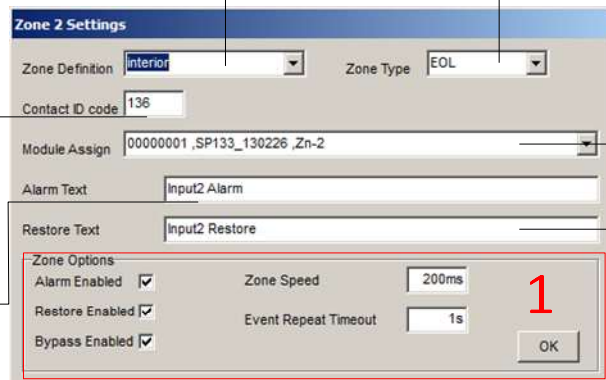 Zone 2 Settings
Zone Definition interior Zone Type EOL
Contact ID code 136
Module Assign 00000001 ,SP133_130226 ,Zn-2
Alarm Text Input2 Alarm
Restore Text Input2 Restore
Zone Options
Alarm Enabled Zone Speed 200ms
Restore Enabled Event Repeat Timeout 1s
Bypass Enabled
1
OK